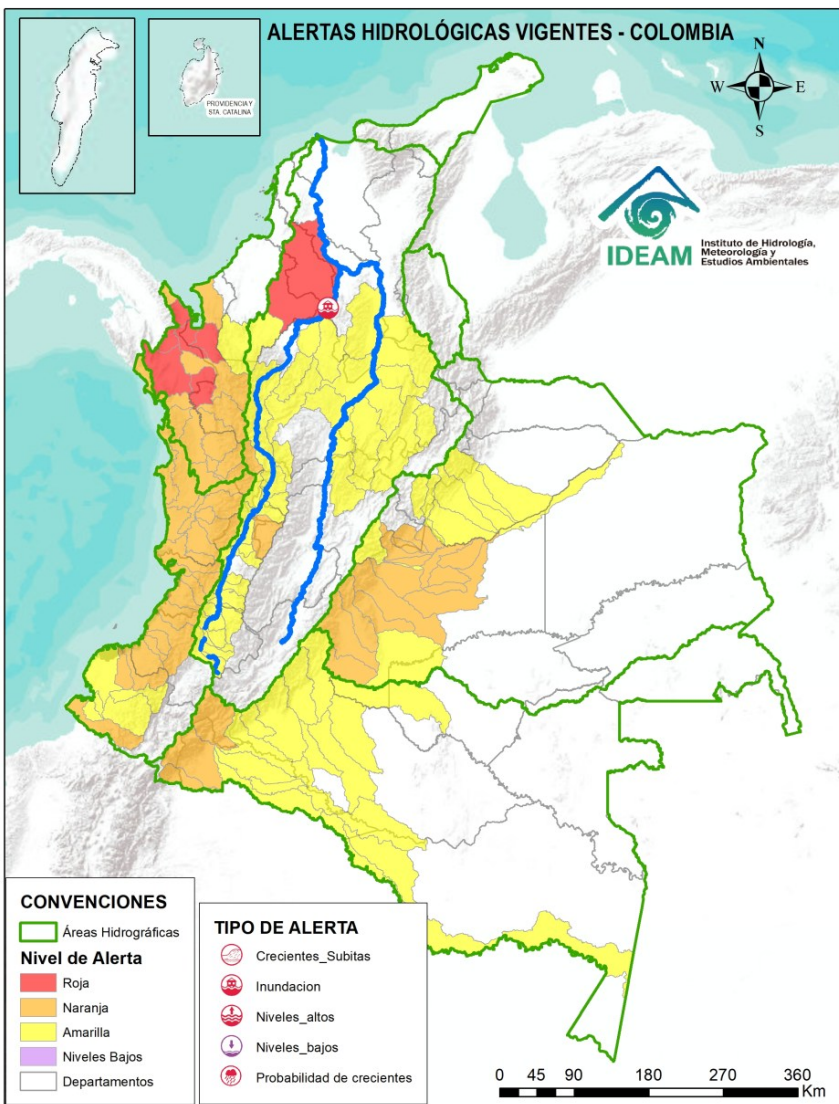 ALERTAS HIDROLÓGICAS VIGENTES - COLOMBIA
PROVIDENCIA Y
STA. CATALINA
N
W E
S
IDEAM
Instituto de Hidrología,
Meteorología y
Estudios Ambientales
CONVENCIONES
Áreas Hidrográficas
Nivel de Alerta
Roja
Naranja
Amarilla
Niveles Bajos
Departamentos
TIPO DE ALERTA
Crecientes_Subitas
Inundacion
Niveles_altos
Niveles_bajos
Probabilidad de crecientes
0 45 90 180 270 360
Km